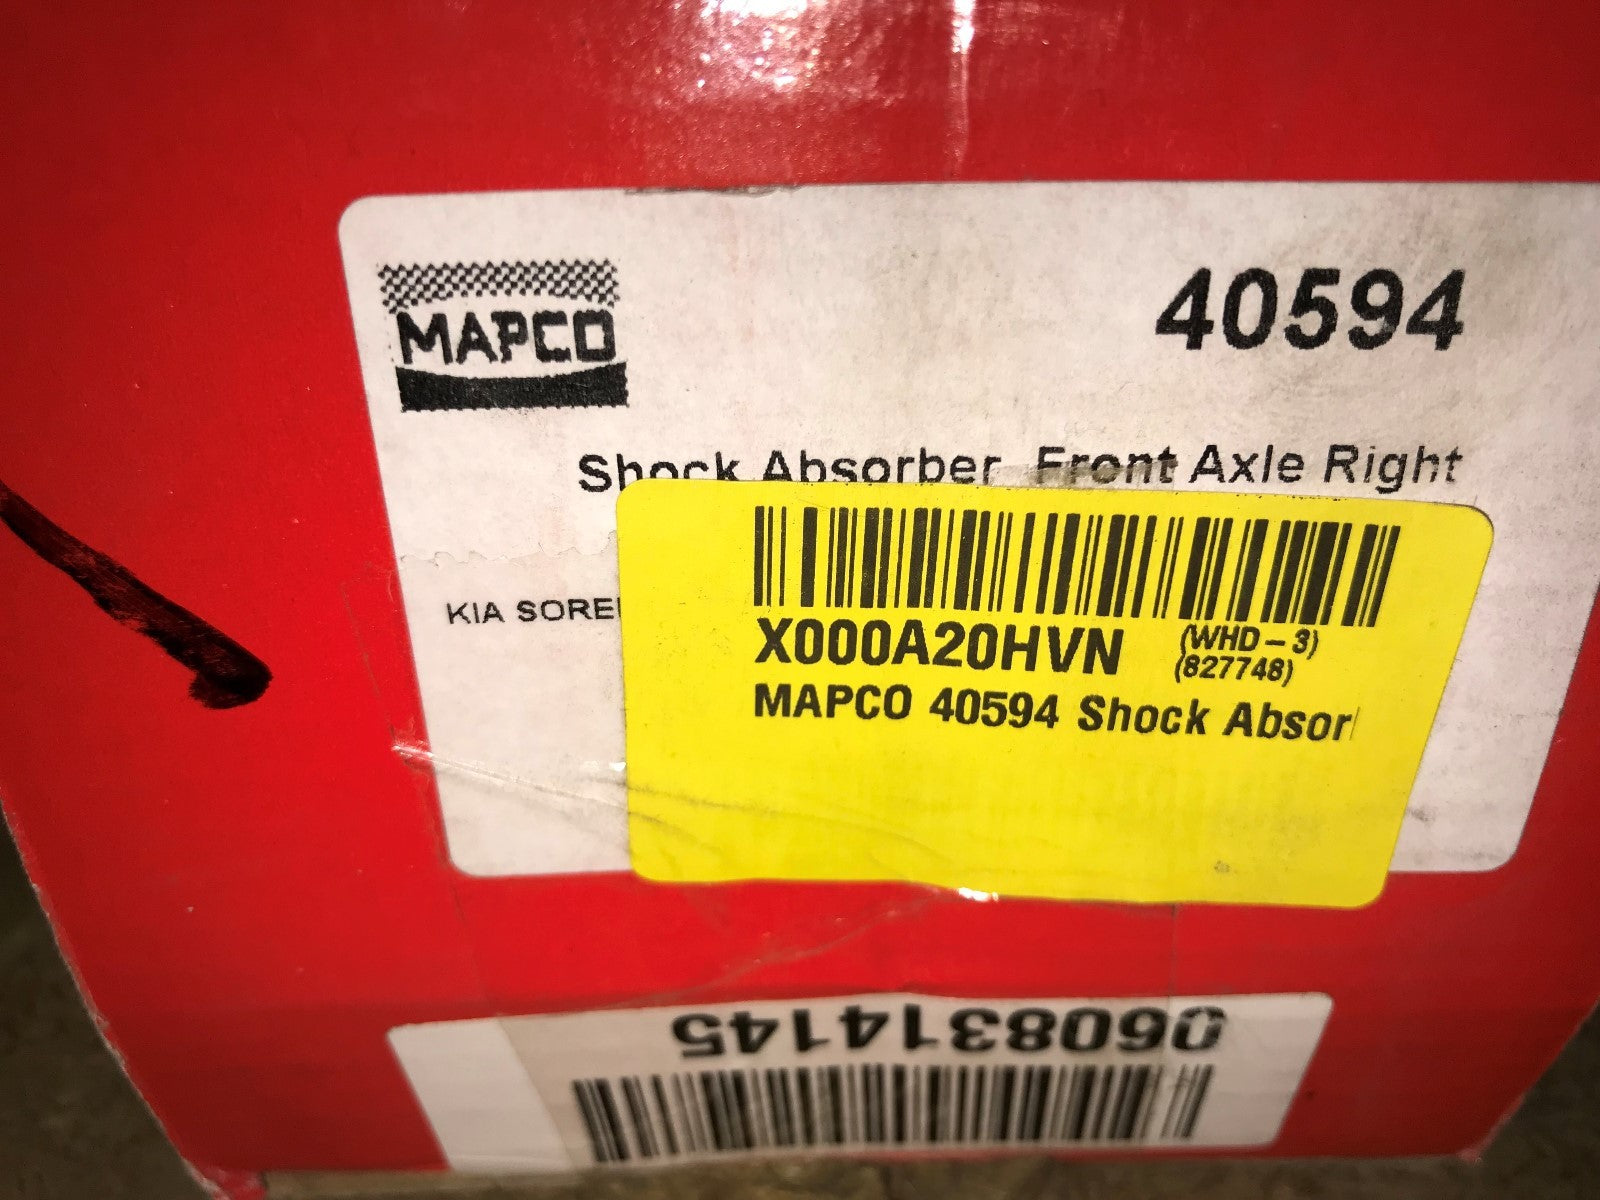 MAPCO
40594
Shock Absorber Front Axle Right
KIA SORE
X000A20HVN
(WHD-3)
(827748)
MAPCO 40594 Shock Absor
0608314145